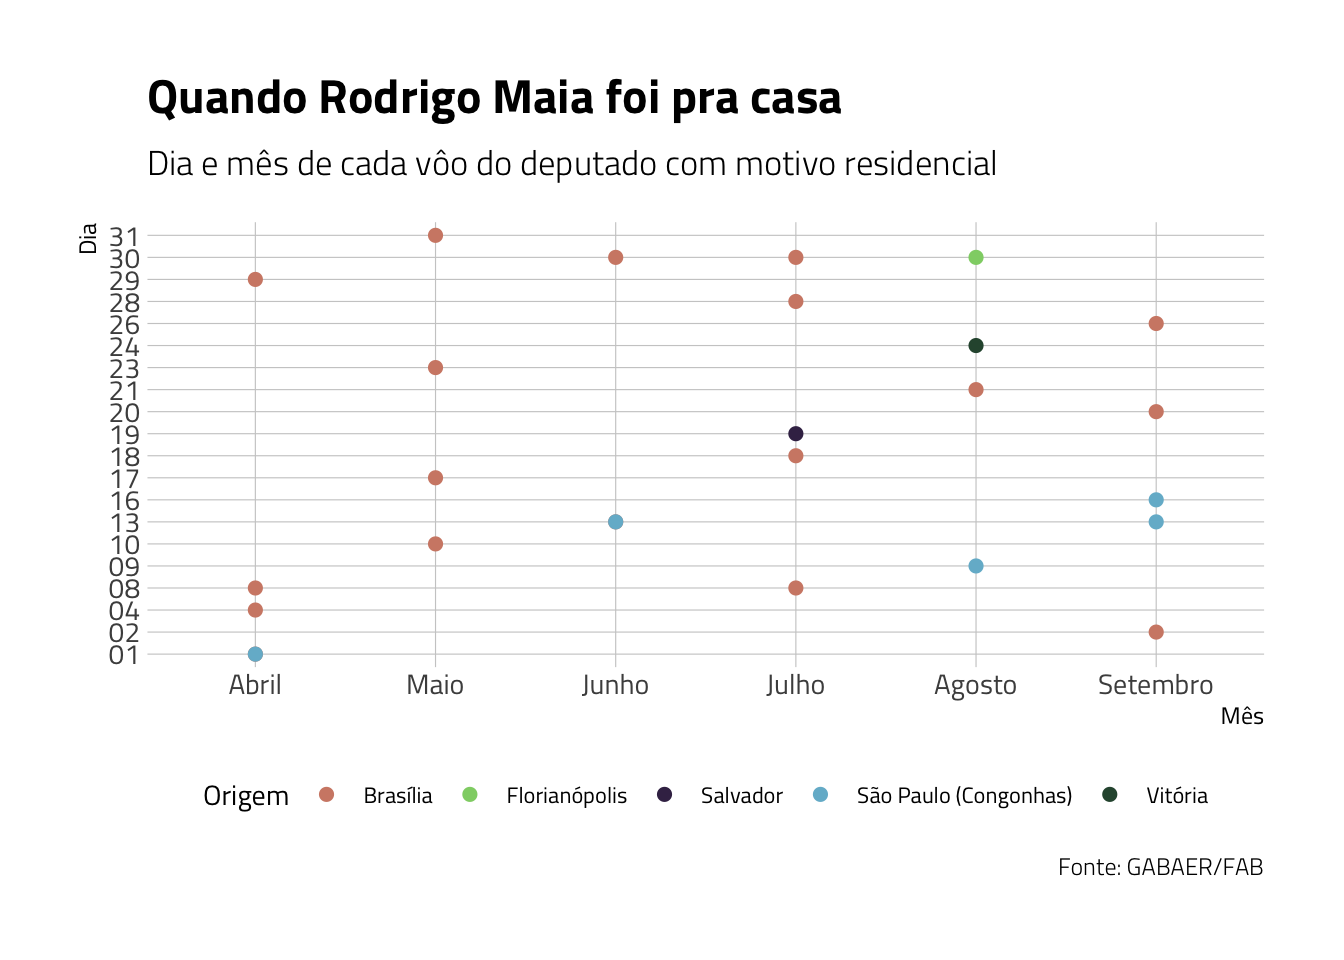 Quando Rodrigo Maia foi pra casa
Dia e mês de cada vôo do deputado com motivo residencial
Dia
31
30
29
28
26
24
23
21
20
19
18
17
16
13
10
09
08
04
02
01
Abril Maio Junho Julho Agosto Setembro
Mês
Origem Brasília Florianópolis Salvador São Paulo (Congonhas) Vitória
Fonte: GABAER/FAB